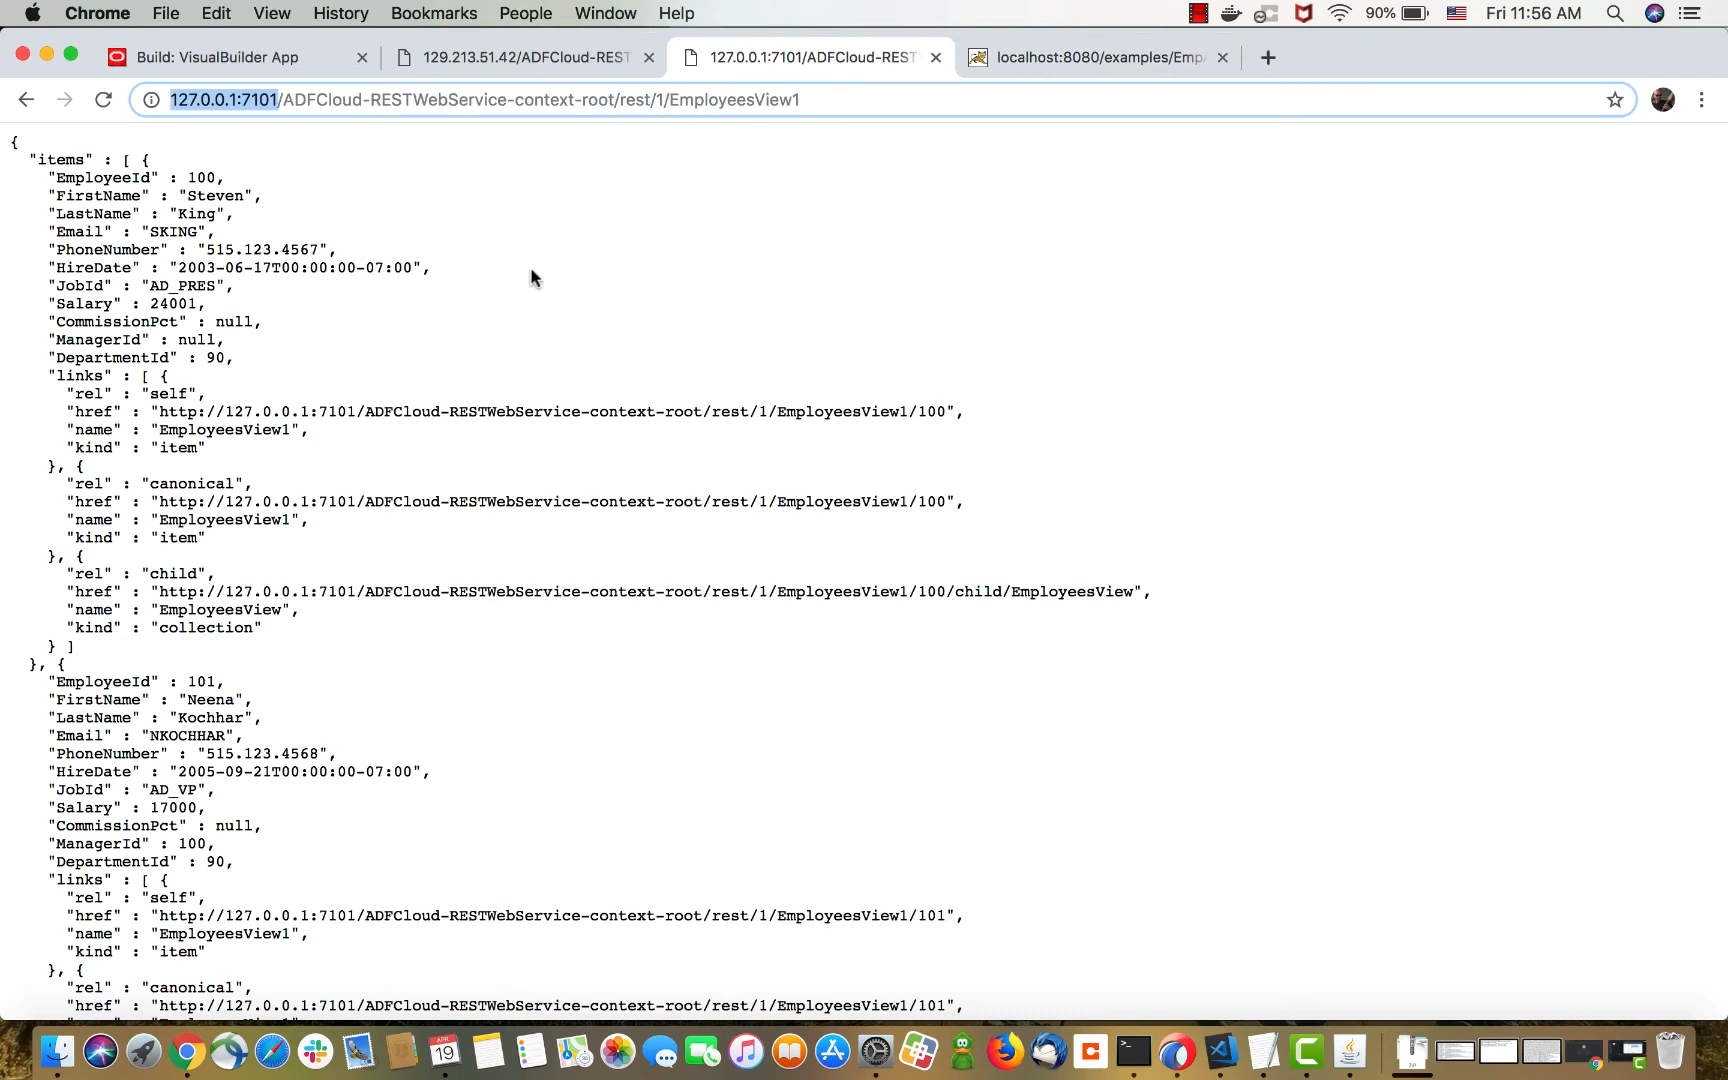 Chrome File Edit View History Bookmarks People Window Help 90% Fri 11:56 AM
Build: VisualBuilder App 129.213.51.42/ADFCloud-REST 127.0.0.1:7101/ADFCloud-REST localhost:8080/examples/Emp
127.0.0.1:7101/ADFCloud-RESTWebService-context-root/rest/1/EmployeesView1
{
"items" : [ {
"EmployeeId" : 100,
"FirstName" : "Steven",
"LastName" : "King",
"Email" : "SKING",
"PhoneNumber" : "515.123.4567",
"HireDate" : "2003-06-17T00:00:00-07:00",
"JobId" : "AD_PRES",
"Salary" : 24001,
"CommissionPct" : null,
"ManagerId" : null,
"DepartmentId" : 90,
"links" : [ {
"rel" : "self",
"href" : "http://127.0.0.1:7101/ADFCloud-RESTWebService-context-root/rest/1/EmployeesView1/100",
"name" : "EmployeesView1",
"kind" : "item"
}, {
"rel" : "canonical",
"href" : "http://127.0.0.1:7101/ADFCloud-RESTWebService-context-root/rest/1/EmployeesView1/100",
"name" : "EmployeesView1",
"kind" : "item"
}, {
"rel" : "child",
"href" : "http://127.0.0.1:7101/ADFCloud-RESTWebService-context-root/rest/1/EmployeesView1/100/child/EmployeesView",
"name" : "EmployeesView",
"kind" : "collection"
} ]
}, {
"EmployeeId" : 101,
"FirstName" : "Neena",
"LastName" : "Kochhar",
"Email" : "NKOCHHAR",
"PhoneNumber" : "515.123.4568",
"HireDate" : "2005-09-21T00:00:00-07:00",
"JobId" : "AD_VP",
"Salary" : 17000,
"CommissionPct" : null,
"ManagerId" : 100,
"DepartmentId" : 90,
"links" : [ {
"rel" : "self",
"href" : "http://127.0.0.1:7101/ADFCloud-RESTWebService-context-root/rest/1/EmployeesView1/101",
"name" : "EmployeesView1",
"kind" : "item"
}, {
"rel" : "canonical",
"href" : "http://127.0.0.1:7101/ADFCloud-RESTWebService-context-root/rest/1/EmployeesView1/101",
APR
19